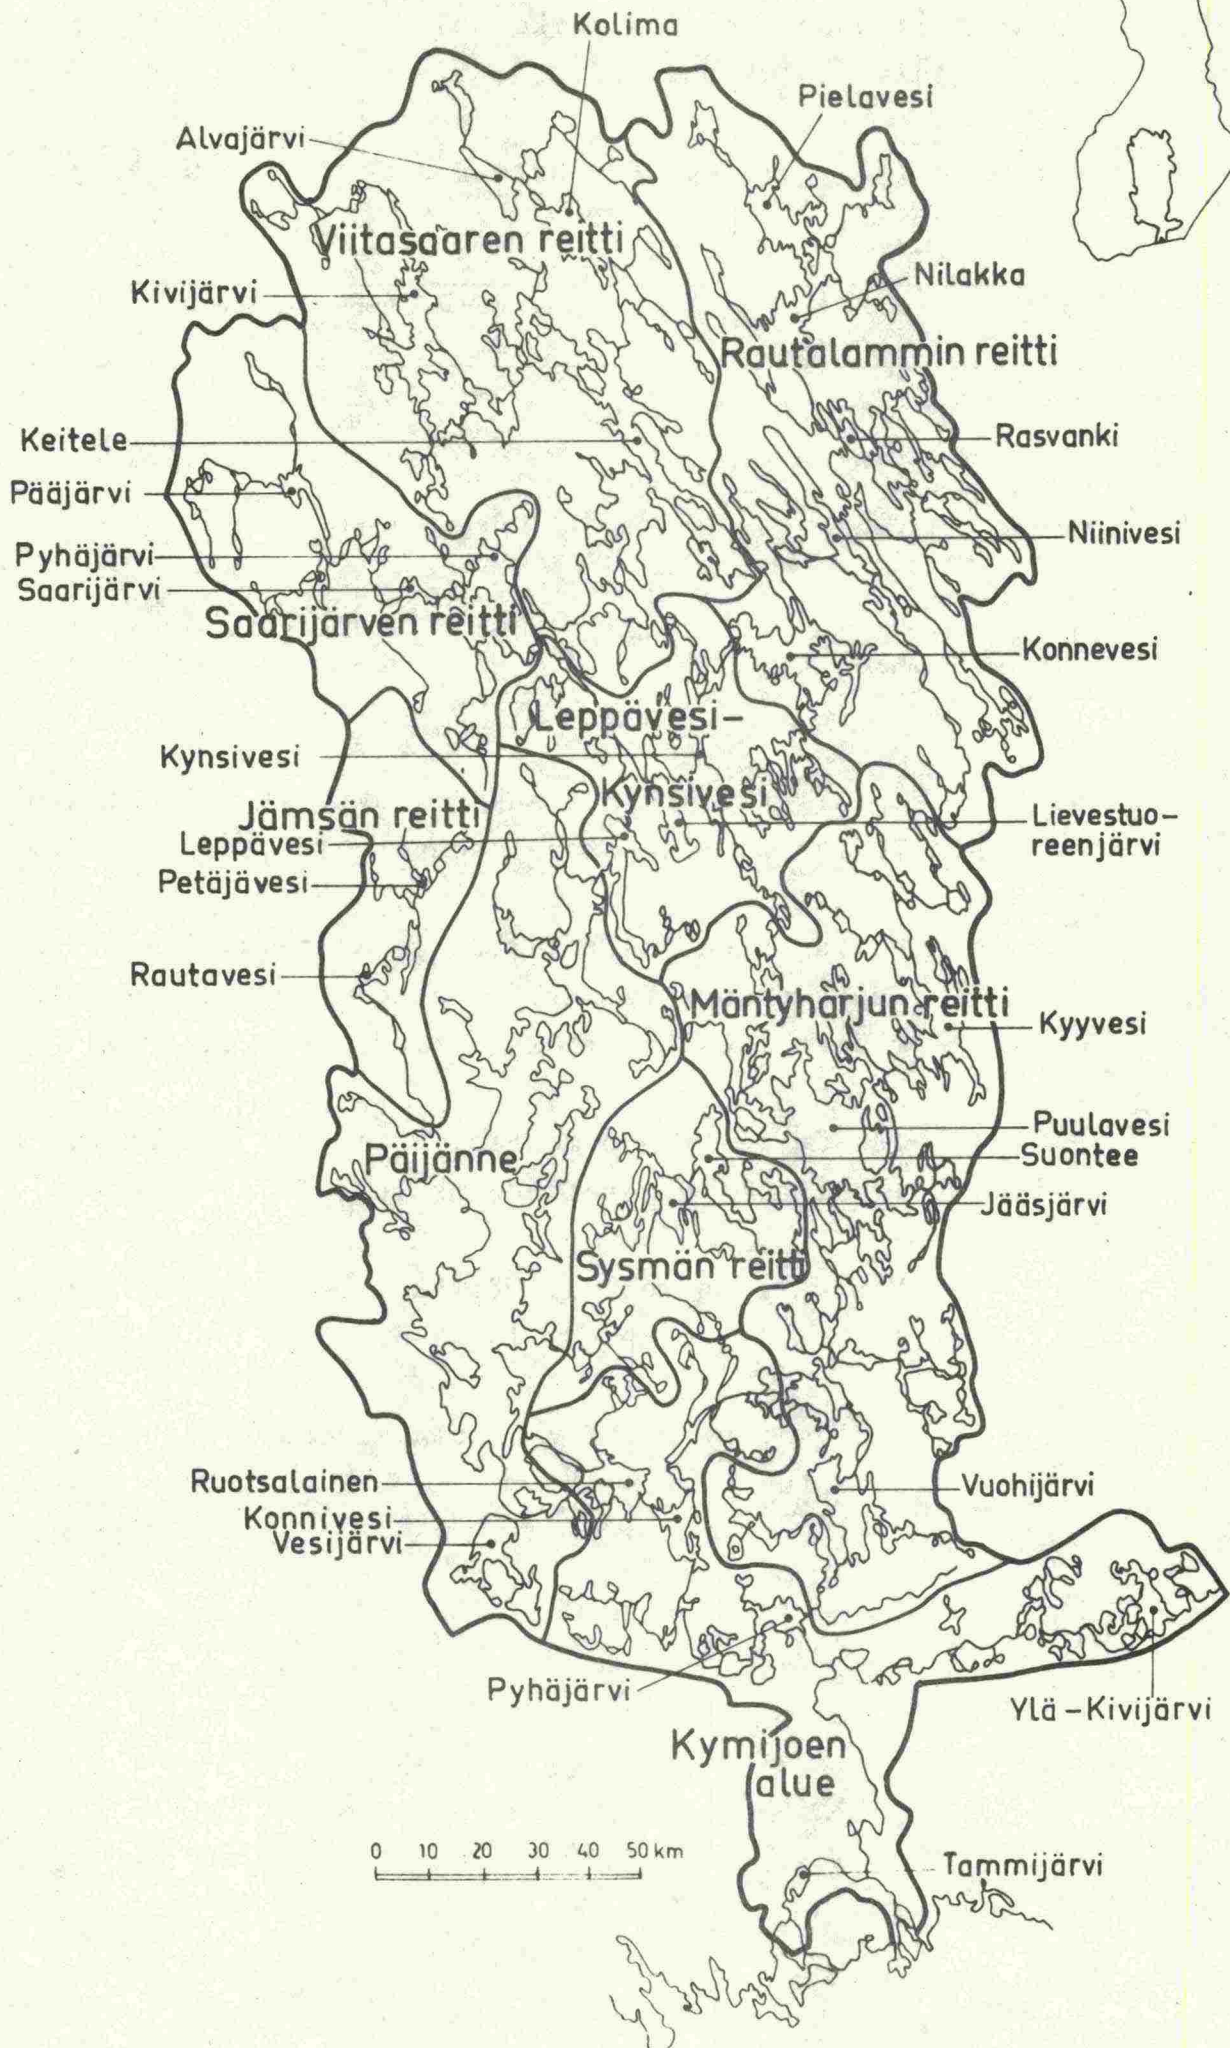 Kolima
Pielavesi
Alvajärvi
Viitasaaren reitti
Nilakka
Kivijärvi
Rautalammin reitti
Keitele
Rasvanki
Pääjärvi
Niinivesi
Pyhäjärvi
Saarijärvi
Saarijärven reitti
Konnevesi
Leppävesi-
Kynsivesi
Kynsivesi
Jämsän reitti
Lievestuo-
reenjärvi
Leppävesi
Petäjävesi
Rautavesi
Mäntyharjun reitti
Kyyvesi
Puulavesi
Päijänne
Suontee
Jääsjärvi
Sysmän reitti
Ruotsalainen
Vuohijärvi
Konnivesi
Vesijärvi
Pyhäjärvi
Ylä-Kivijärvi
Kymijoen
alue
0 10 20 30 40 50 km
Tammijärvi